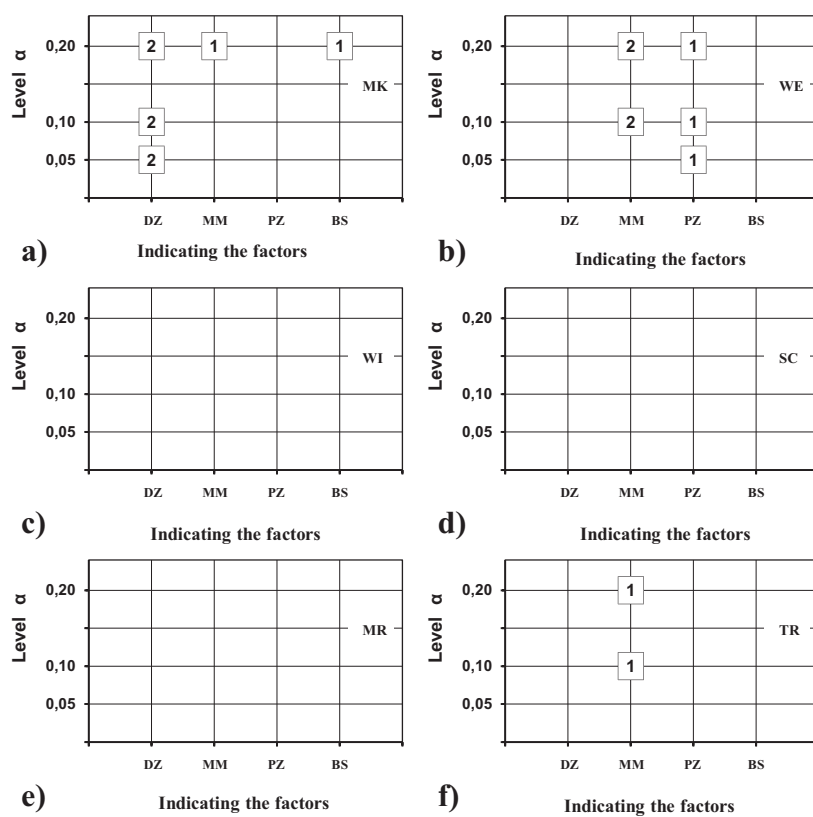 Level α
0,20
0,10
0,05
2
1
1
2
2
MK
DZ MM PZ BS
a) Indicating the factors
Level α
0,20
0,10
0,05
2
1
2
1
1
WE
DZ MM PZ BS
b) Indicating the factors
Level α
0,20
0,10
0,05
WI
DZ MM PZ BS
c) Indicating the factors
Level α
0,20
0,10
0,05
SC
DZ MM PZ BS
d) Indicating the factors
Level α
0,20
0,10
0,05
MR
DZ MM PZ BS
e) Indicating the factors
Level α
0,20
0,10
0,05
1
1
TR
DZ MM PZ BS
f) Indicating the factors